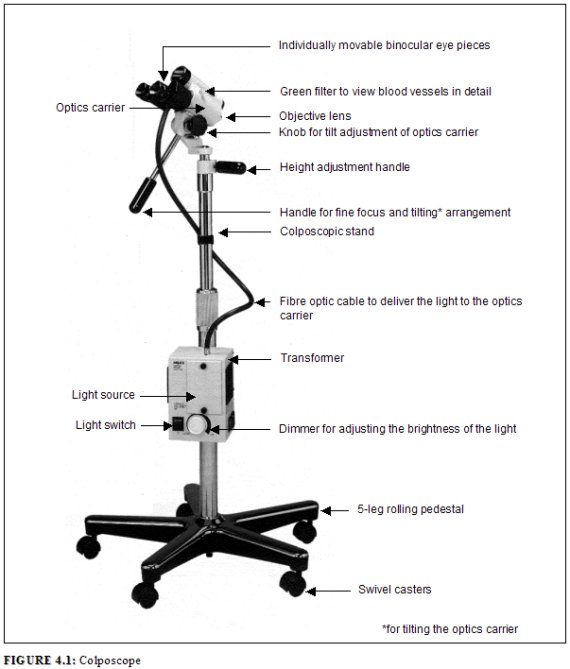 Individually movable binocular eye pieces
Green filter to view blood vessels in detail
Optics carrier
Objective lens
Knob for tilt adjustment of optics carrier
Height adjustment handle
Handle for fine focus and tilting* arrangement
Colposcopic stand
Fibre optic cable to deliver the light to the optics
carrier
Transformer
Light source
Light switch
Dimmer for adjusting the brightness of the light
5-leg rolling pedestal
Swivel casters
*for tilting the optics carrier
FIGURE 4.1: Colposcope